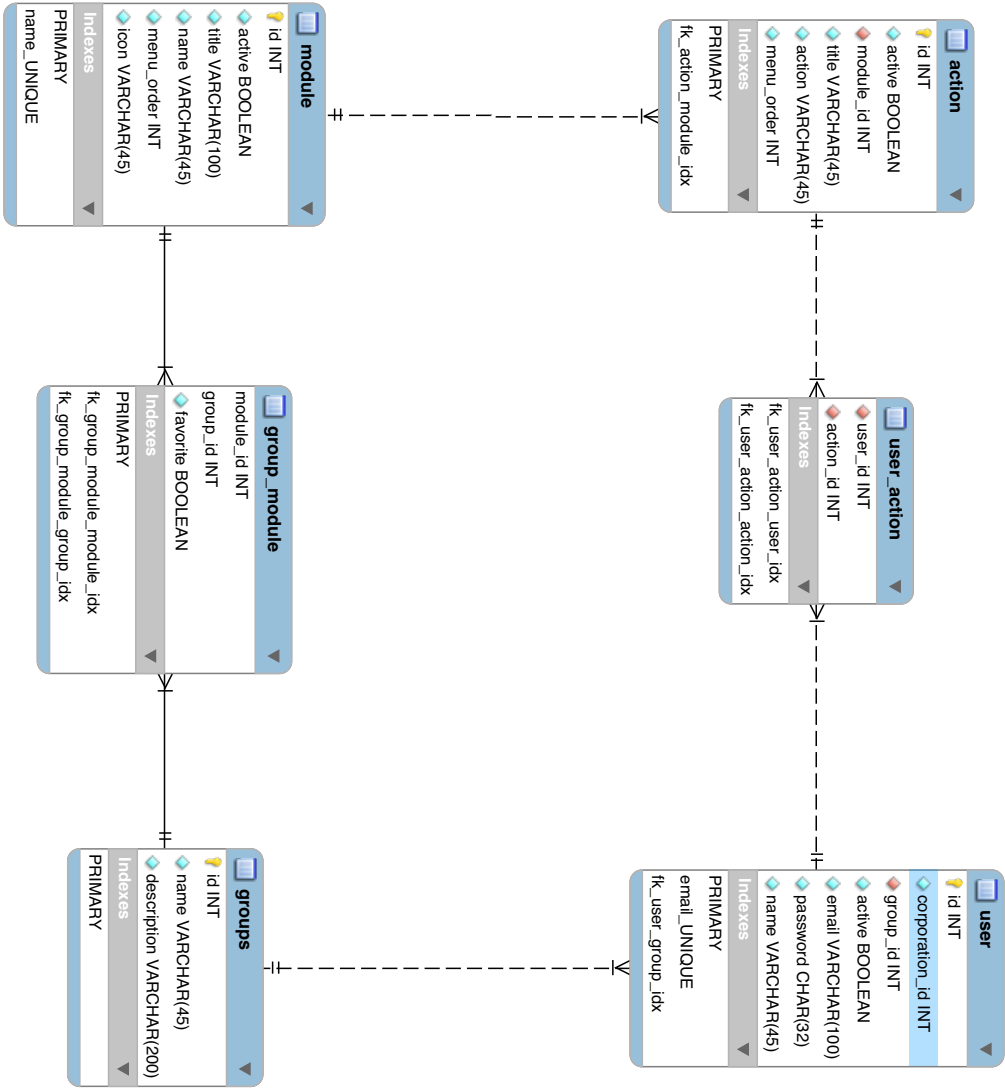 action
id INT
active BOOLEAN
module_id INT
title VARCHAR(45)
action VARCHAR(45)
menu_order INT
Indexes
PRIMARY
fk_action_module_idx
user_action
user_id INT
action_id INT
Indexes
fk_user_action_user_idx
fk_user_action_action_idx
user
id INT
corporation_id INT
group_id INT
active BOOLEAN
email VARCHAR(100)
password CHAR(32)
name VARCHAR(45)
Indexes
PRIMARY
email_UNIQUE
fk_user_group_idx
module
id INT
active BOOLEAN
title VARCHAR(100)
name VARCHAR(45)
menu_order INT
icon VARCHAR(45)
Indexes
PRIMARY
name_UNIQUE
group_module
module_id INT
group_id INT
favorite BOOLEAN
Indexes
PRIMARY
fk_group_module_module_idx
fk_group_module_group_idx
groups
id INT
name VARCHAR(45)
description VARCHAR(200)
Indexes
PRIMARY